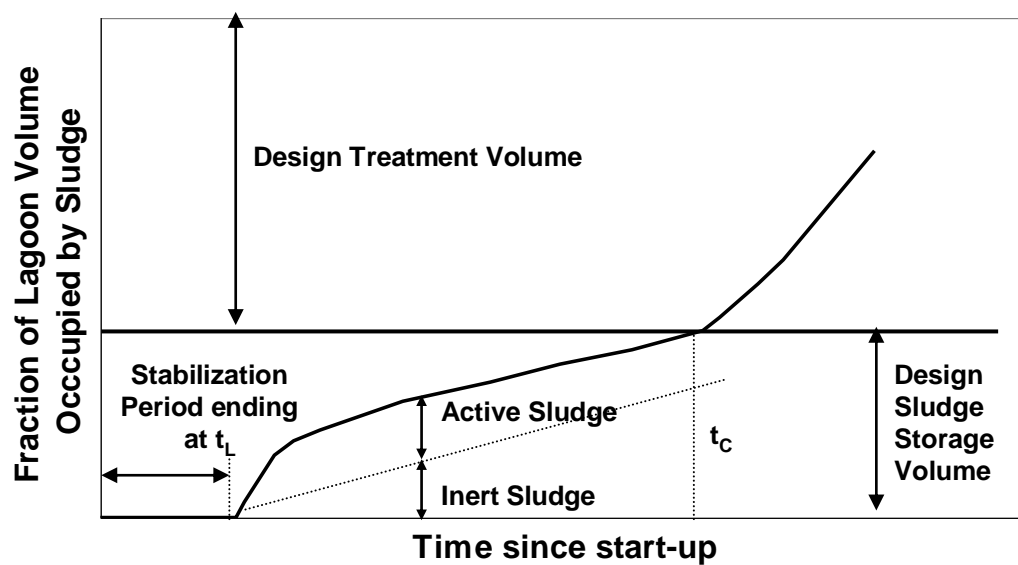 Fraction of Lagoon Volume
Occcupied by Sludge
Design Treatment Volume
Stabilization
Period ending
at tL
Active Sludge
Inert Sludge
tC
Design
Sludge
Storage
Volume
Time since start-up